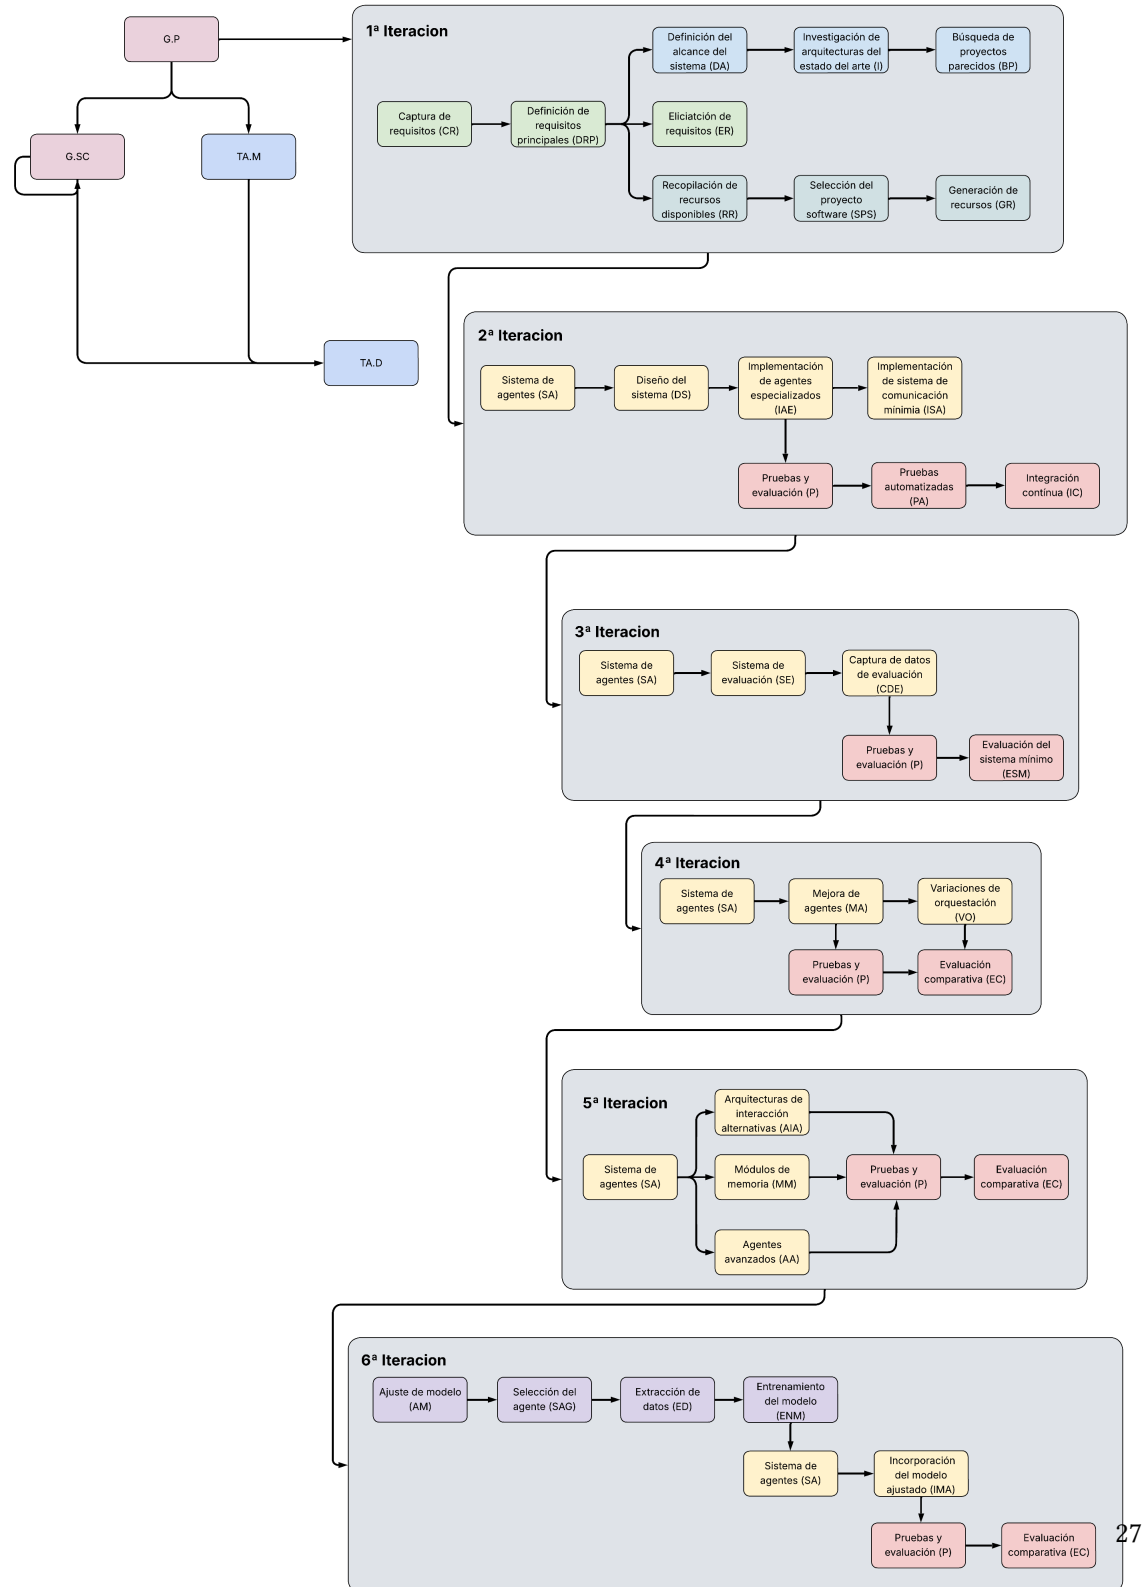 G.P
G.SC
TA.M
TA.D
1ª Iteracion
Captura de
requisitos (CR)
Definición de
requisitos
principales (DRP)
Definición del
alcance del
sistema (DA)
Investigación de
arquitecturas del
estado del arte (I)
Búsqueda de
proyectos
parecidos (BP)
Eliciatción de
requisitos (ER)
Recopilación de
recursos
disponibles (RR)
Selección del
proyecto
software (SPS)
Generación de
recursos (GR)
2ª Iteracion
Sistema de
agentes (SA)
Diseño del
sistema (DS)
Implementación
de agentes
especializados
(IAE)
Implementación
de sistema de
comunicación
mínimia (ISA)
Pruebas y
evaluación (P)
Pruebas
automatizadas
(PA)
Integración
contínua (IC)
3ª Iteracion
Sistema de
agentes (SA)
Sistema de
evaluación (SE)
Captura de datos
de evaluación
(CDE)
Pruebas y
evaluación (P)
Evaluación del
sistema mínimo
(ESM)
4ª Iteracion
Sistema de
agentes (SA)
Mejora de
agentes (MA)
Variaciones de
orquestación
(VO)
Pruebas y
evaluación (P)
Evaluación
comparativa (EC)
5ª Iteracion
Arquitecturas de
interacción
alternativas (AIA)
Sistema de
agentes (SA)
Módulos de
memoria (MM)
Pruebas y
evaluación (P)
Evaluación
comparativa (EC)
Agentes
avanzados (AA)
6ª Iteracion
Ajuste de modelo
(AM)
Selección del
agente (SAG)
Extracción de
datos (ED)
Entrenamiento
del modelo
(ENM)
Sistema de
agentes (SA)
Incorporación
del modelo
ajustado (IMA)
Pruebas y
evaluación (P)
Evaluación
comparativa (EC)
27